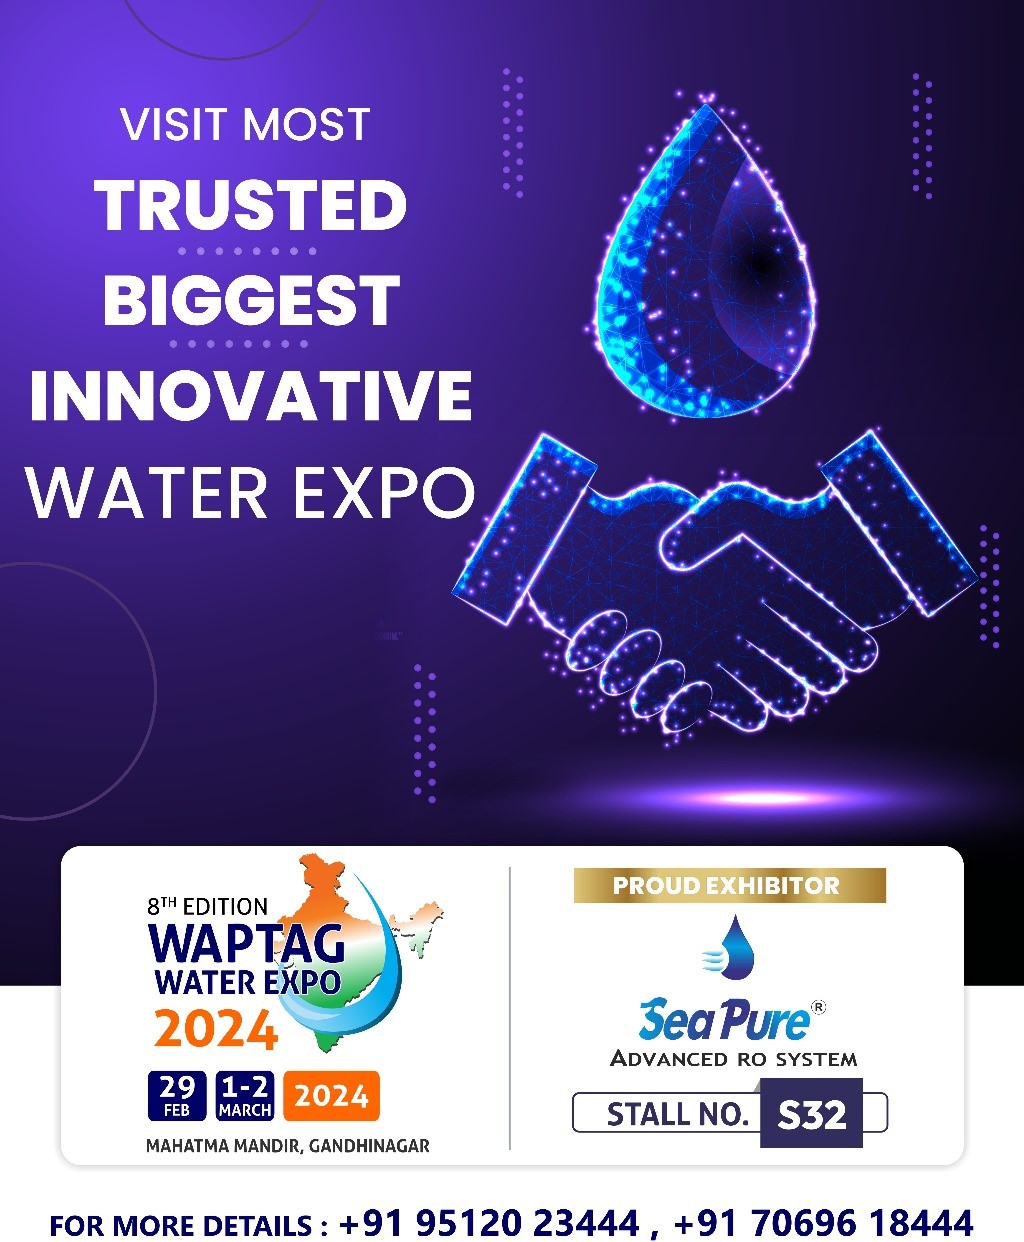 VISIT MOST
TRUSTED
BIGGEST
INNOVATIVE
WATER EXPO
8TH EDITION
WAPTAG
WATER EXPO
2024
29 FEB 1-2 MARCH 2024
MAHATMA MANDIR, GANDHINAGAR
PROUD EXHIBITOR
Sea Pure®
ADVANCED RO SYSTEM
STALL NO. S32
FOR MORE DETAILS : +91 95120 23444 , +91 70696 18444